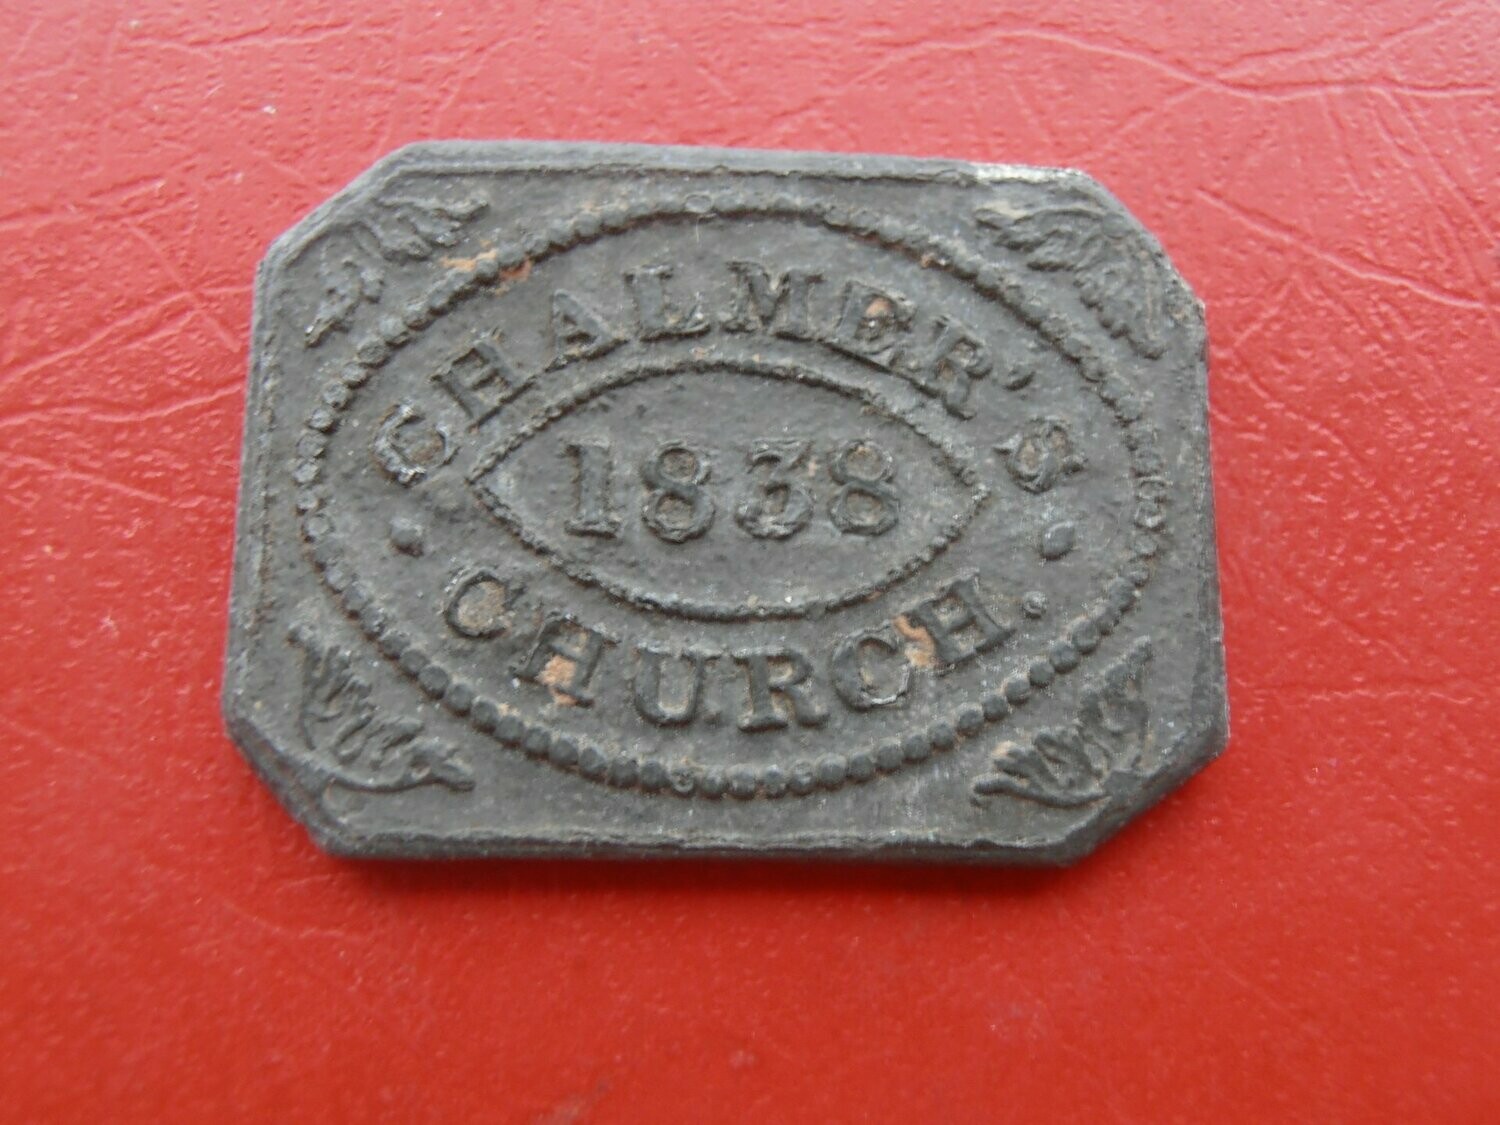 CHALMER'S
1838
· CHURCH. ·